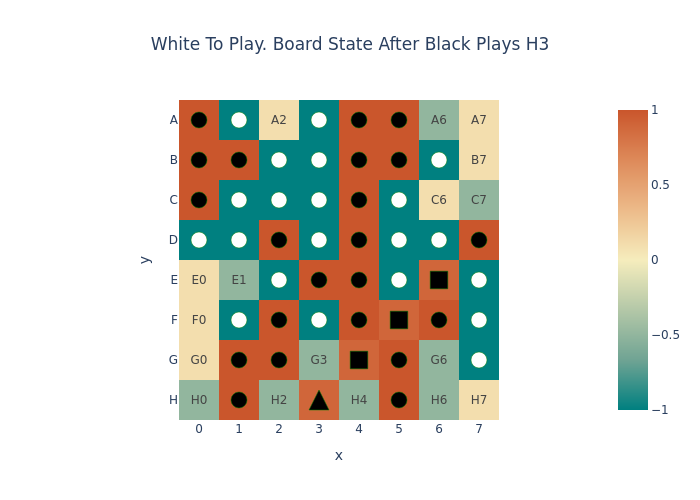 White To Play. Board State After Black Plays H3
A A2 A6 A7 1
B B7
C C6 C7 0.5
D
y E E0 E1 0
F F0
G G0 G3 G6 −0.5
H H0 H2 H4 H6 H7 −1
0 1 2 3 4 5 6 7
x